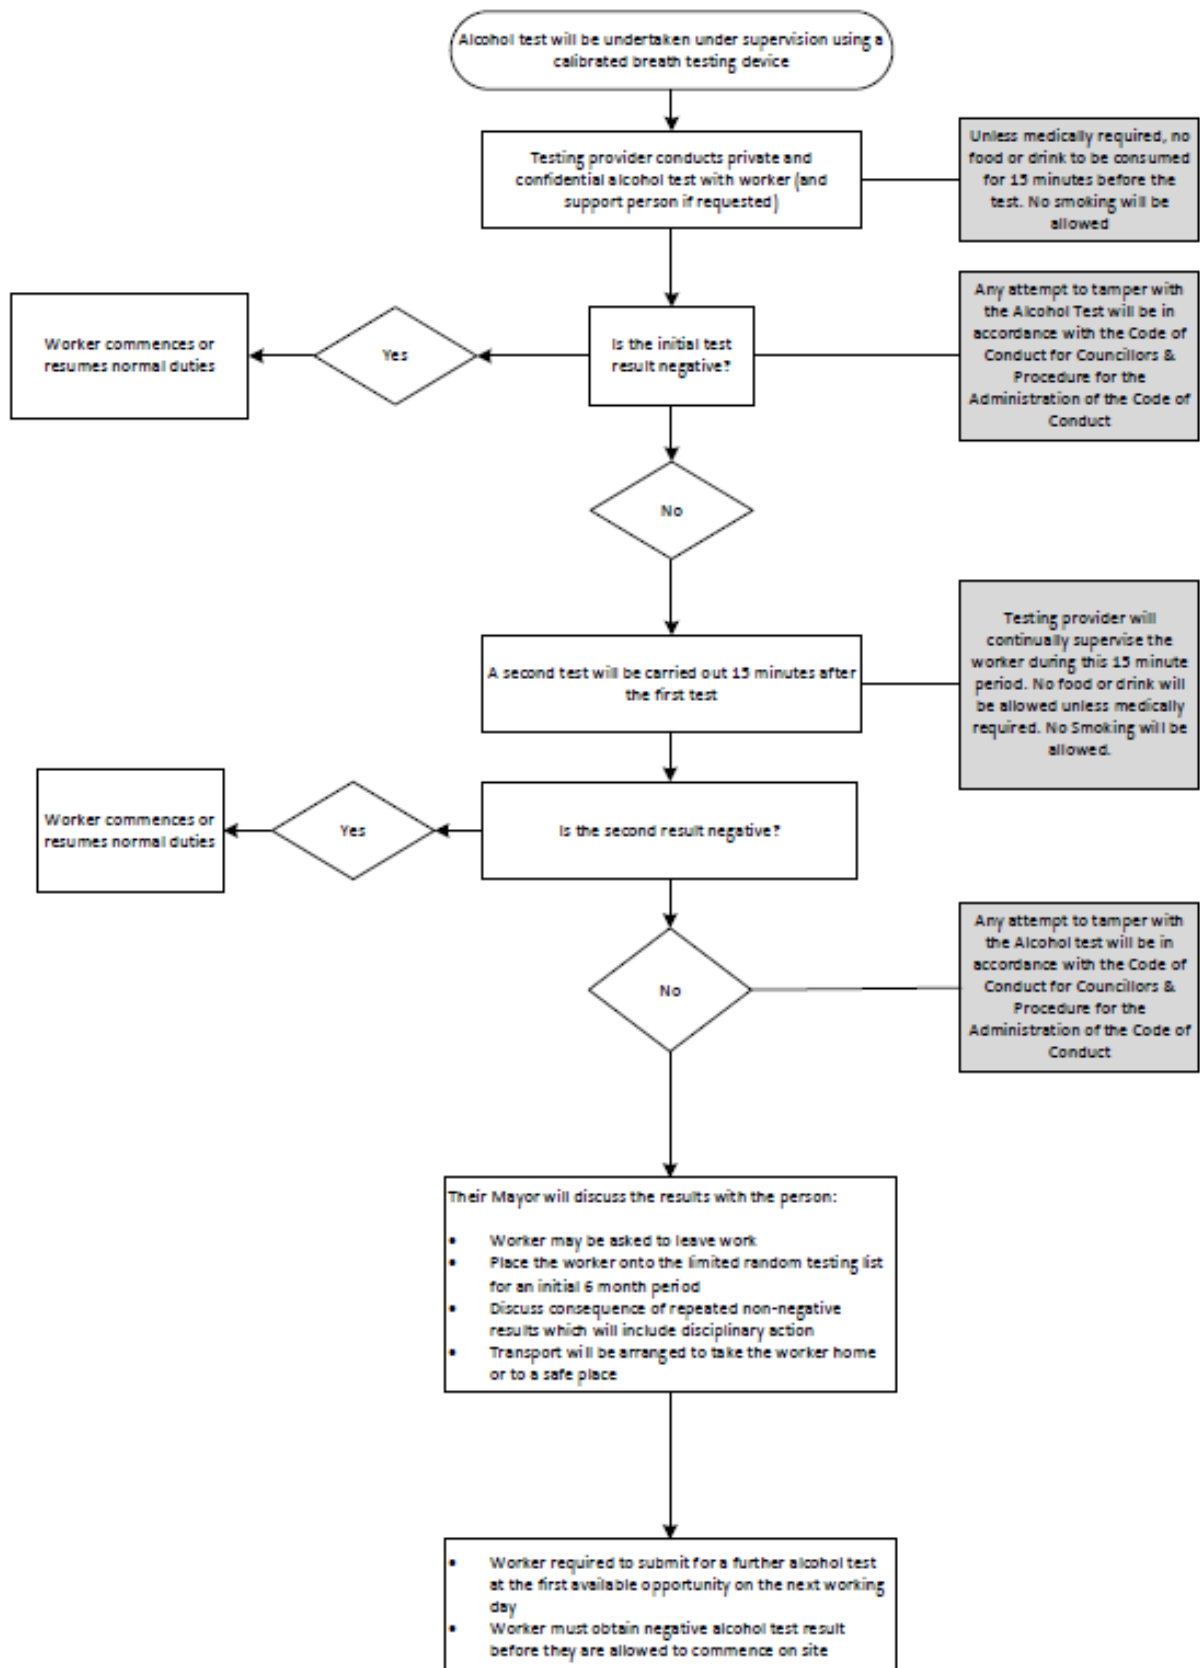 Alcohol test will be undertaken under supervision using a
calibrated breath testing device
Testing provider conducts private and
confidential alcohol test with worker (and
support person if requested)
Unless medically required, no
food or drink to be consumed
for 15 minutes before the
test. No smoking will be
allowed
Worker commences or
resumes normal duties
Yes
Is the initial test
result negative?
Any attempt to tamper with
the Alcohol Test will be in
accordance with the Code of
Conduct for Councillors &
Procedure for the
Administration of the Code of
Conduct
No
A second test will be carried out 15 minutes after
the first test
Testing provider will
continually supervise the
worker during this 15 minute
period. No food or drink will
be allowed unless medically
required. No Smoking will be
allowed.
Worker commences or
resumes normal duties
Yes
Is the second result negative?
No
Any attempt to tamper with
the Alcohol test will be in
accordance with the Code of
Conduct for Councillors &
Procedure for the
Administration of the Code of
Conduct
Their Mayor will discuss the results with the person:
• Worker may be asked to leave work
• Place the worker onto the limited random testing list
for an initial 6 month period
• Discuss consequence of repeated non-negative
results which will include disciplinary action
• Transport will be arranged to take the worker home
or to a safe place
• Worker required to submit for a further alcohol test
at the first available opportunity on the next working
day
• Worker must obtain negative alcohol test result
before they are allowed to commence on site